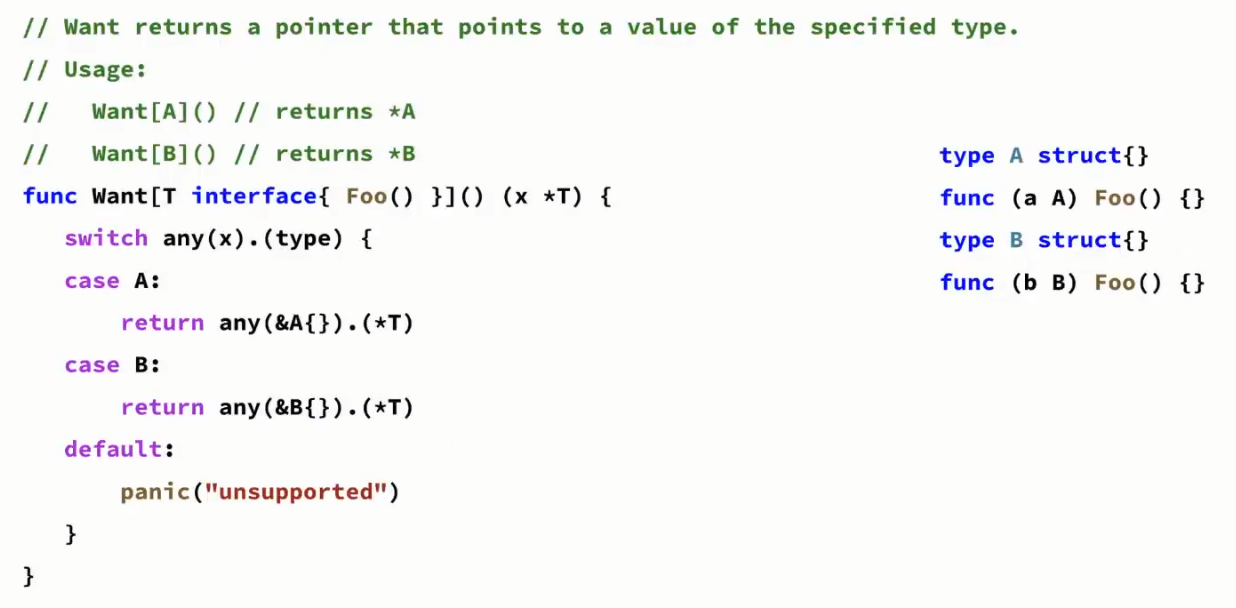 // Want returns a pointer that points to a value of the specified type.
// Usage:
//   Want[A]() // returns *A
//   Want[B]() // returns *B
func Want[T interface{ Foo() }]() (x *T) {
   switch any(x).(type) {
   case A:
       return any(&A{}).(*T)
   case B:
       return any(&B{}).(*T)
   default:
       panic("unsupported")
   }
}
type A struct{}
func (a A) Foo() {}
type B struct{}
func (b B) Foo() {}